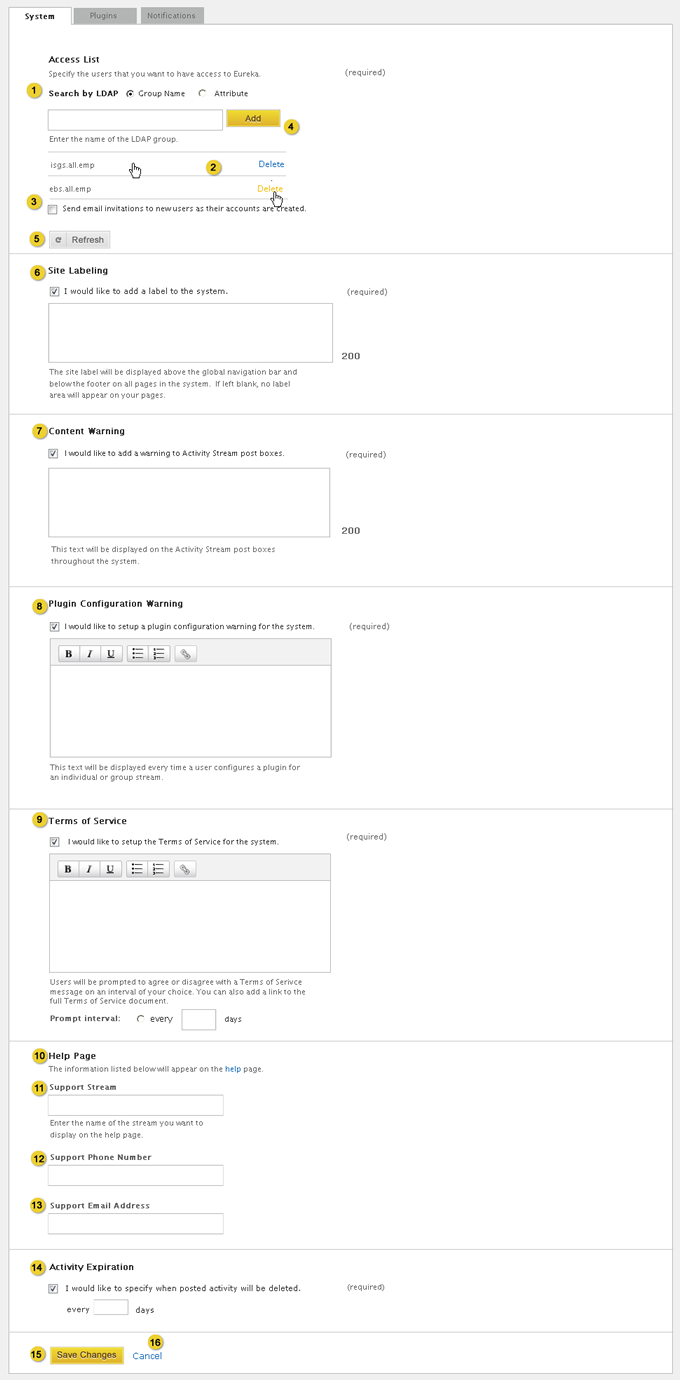 System Plugins Notifications
Access List
Specify the users that you want to have access to Eureka. (required)
1 Search by LDAP Group Name Attribute
Add 4
Enter the name of the LDAP group.
isgs.all.emp 2 Delete
ebs.all.emp Delete
3 Send email invitations to new users as their accounts are created.
5 Refresh
6 Site Labeling
I would like to add a label to the system. (required)
200
The site label will be displayed above the global navigation bar and
below the footer on all pages in the system. If left blank, no label
area will appear on your pages.
7 Content Warning
I would like to add a warning to Activity Stream post boxes. (required)
200
This text will be displayed on the Activity Stream post boxes
throughout the system.
8 Plugin Configuration Warning
I would like to setup a plugin configuration warning for the system. (required)
B I U
This text will be displayed every time a user configures a plugin for
an individual or group stream.
9 Terms of Service
I would like to setup the Terms of Service for the system. (required)
B I U
Users will be prompted to agree or disagree with a Terms of Serivce
message on an interval of your choice. You can also add a link to the
full Terms of Service document.
Prompt interval: every days
10 Help Page
The information listed below will appear on the help page.
11 Support Stream
Enter the name of the stream you want to
display on the help page.
12 Support Phone Number
13 Support Email Address
14 Activity Expiration
I would like to specify when posted activity will be deleted. (required)
every days
16
15 Save Changes Cancel